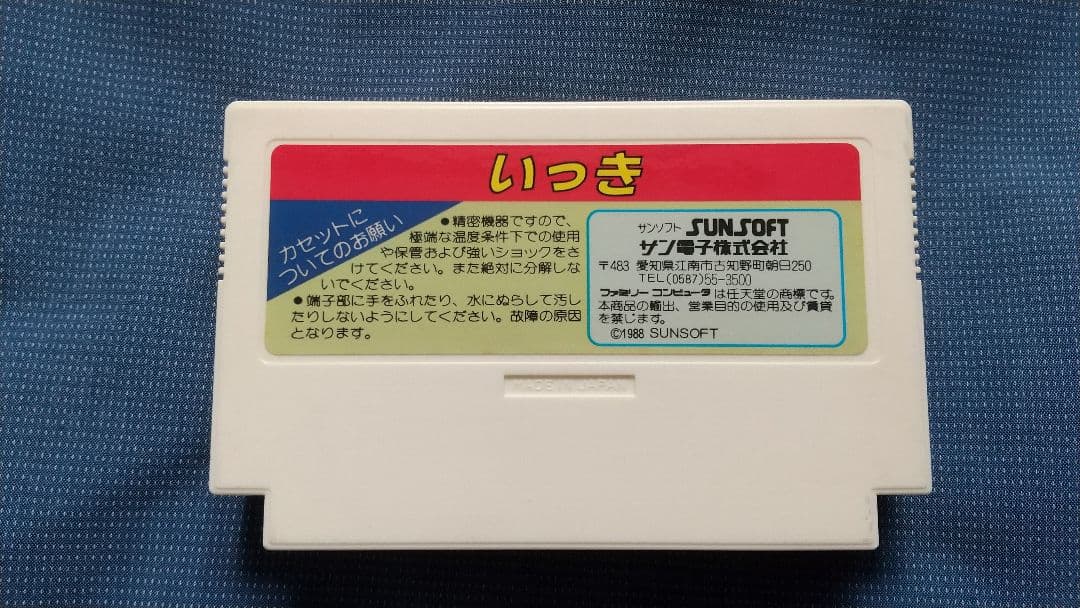 いっき
カセットに
ついてのお願い
●精密機器ですので、
極端な温度条件下での使用
や保管および強いショックをさ
けてください。また絶対に分解しな
いでください。
●端子部に手をふれたり、水にぬらして汚し
たりしないようにしてください。故障の原因
となります。
サンソフト SUNSOFT
サン電子株式会社
〒483 愛知県江南市古知野町朝日250
TEL(0587)55-3500
ファミリーコンピュータは任天堂の商標です。
本商品の輸出、営業目的の使用及び賃貸
を禁じます。
©1988 SUNSOFT
MADE IN JAPAN